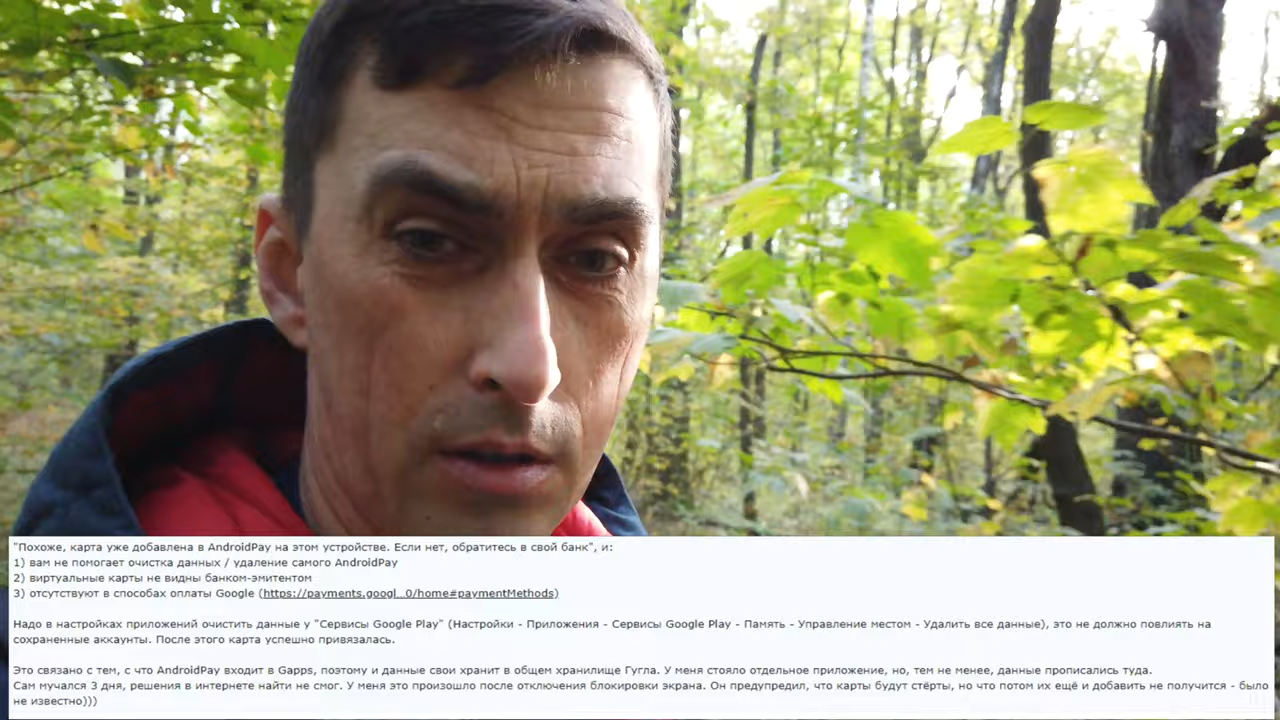 "Похоже, карта уже добавлена в AndroidPay на этом устройстве. Если нет, обратитесь в свой банк", и:
1) вам не помогает очистка данных / удаление самого AndroidPay
2) виртуальные карты не видны банком-эмитентом
3) отсутствуют в способах оплаты Google (https://payments.googl...0/home#paymentMethods)
Надо в настройках приложений очистить данные у "Сервисы Google Play" (Настройки - Приложения - Сервисы Google Play - Память - Управление местом - Удалить все данные), это не должно повлиять на
сохраненные аккаунты. После этого карта успешно привязалась.
Это связано с тем, с что AndroidPay входит в Gapps, поэтому и данные свои хранит в общем хранилище Гугла. У меня стояло отдельное приложение, но, тем не менее, данные прописались туда.
Сам мучался 3 дня, решения в интернете найти не смог. У меня это произошло после отключения блокировки экрана. Он предупредил, что карты будут стёрты, но что потом их ещё и добавить не получится - было
не известно)))